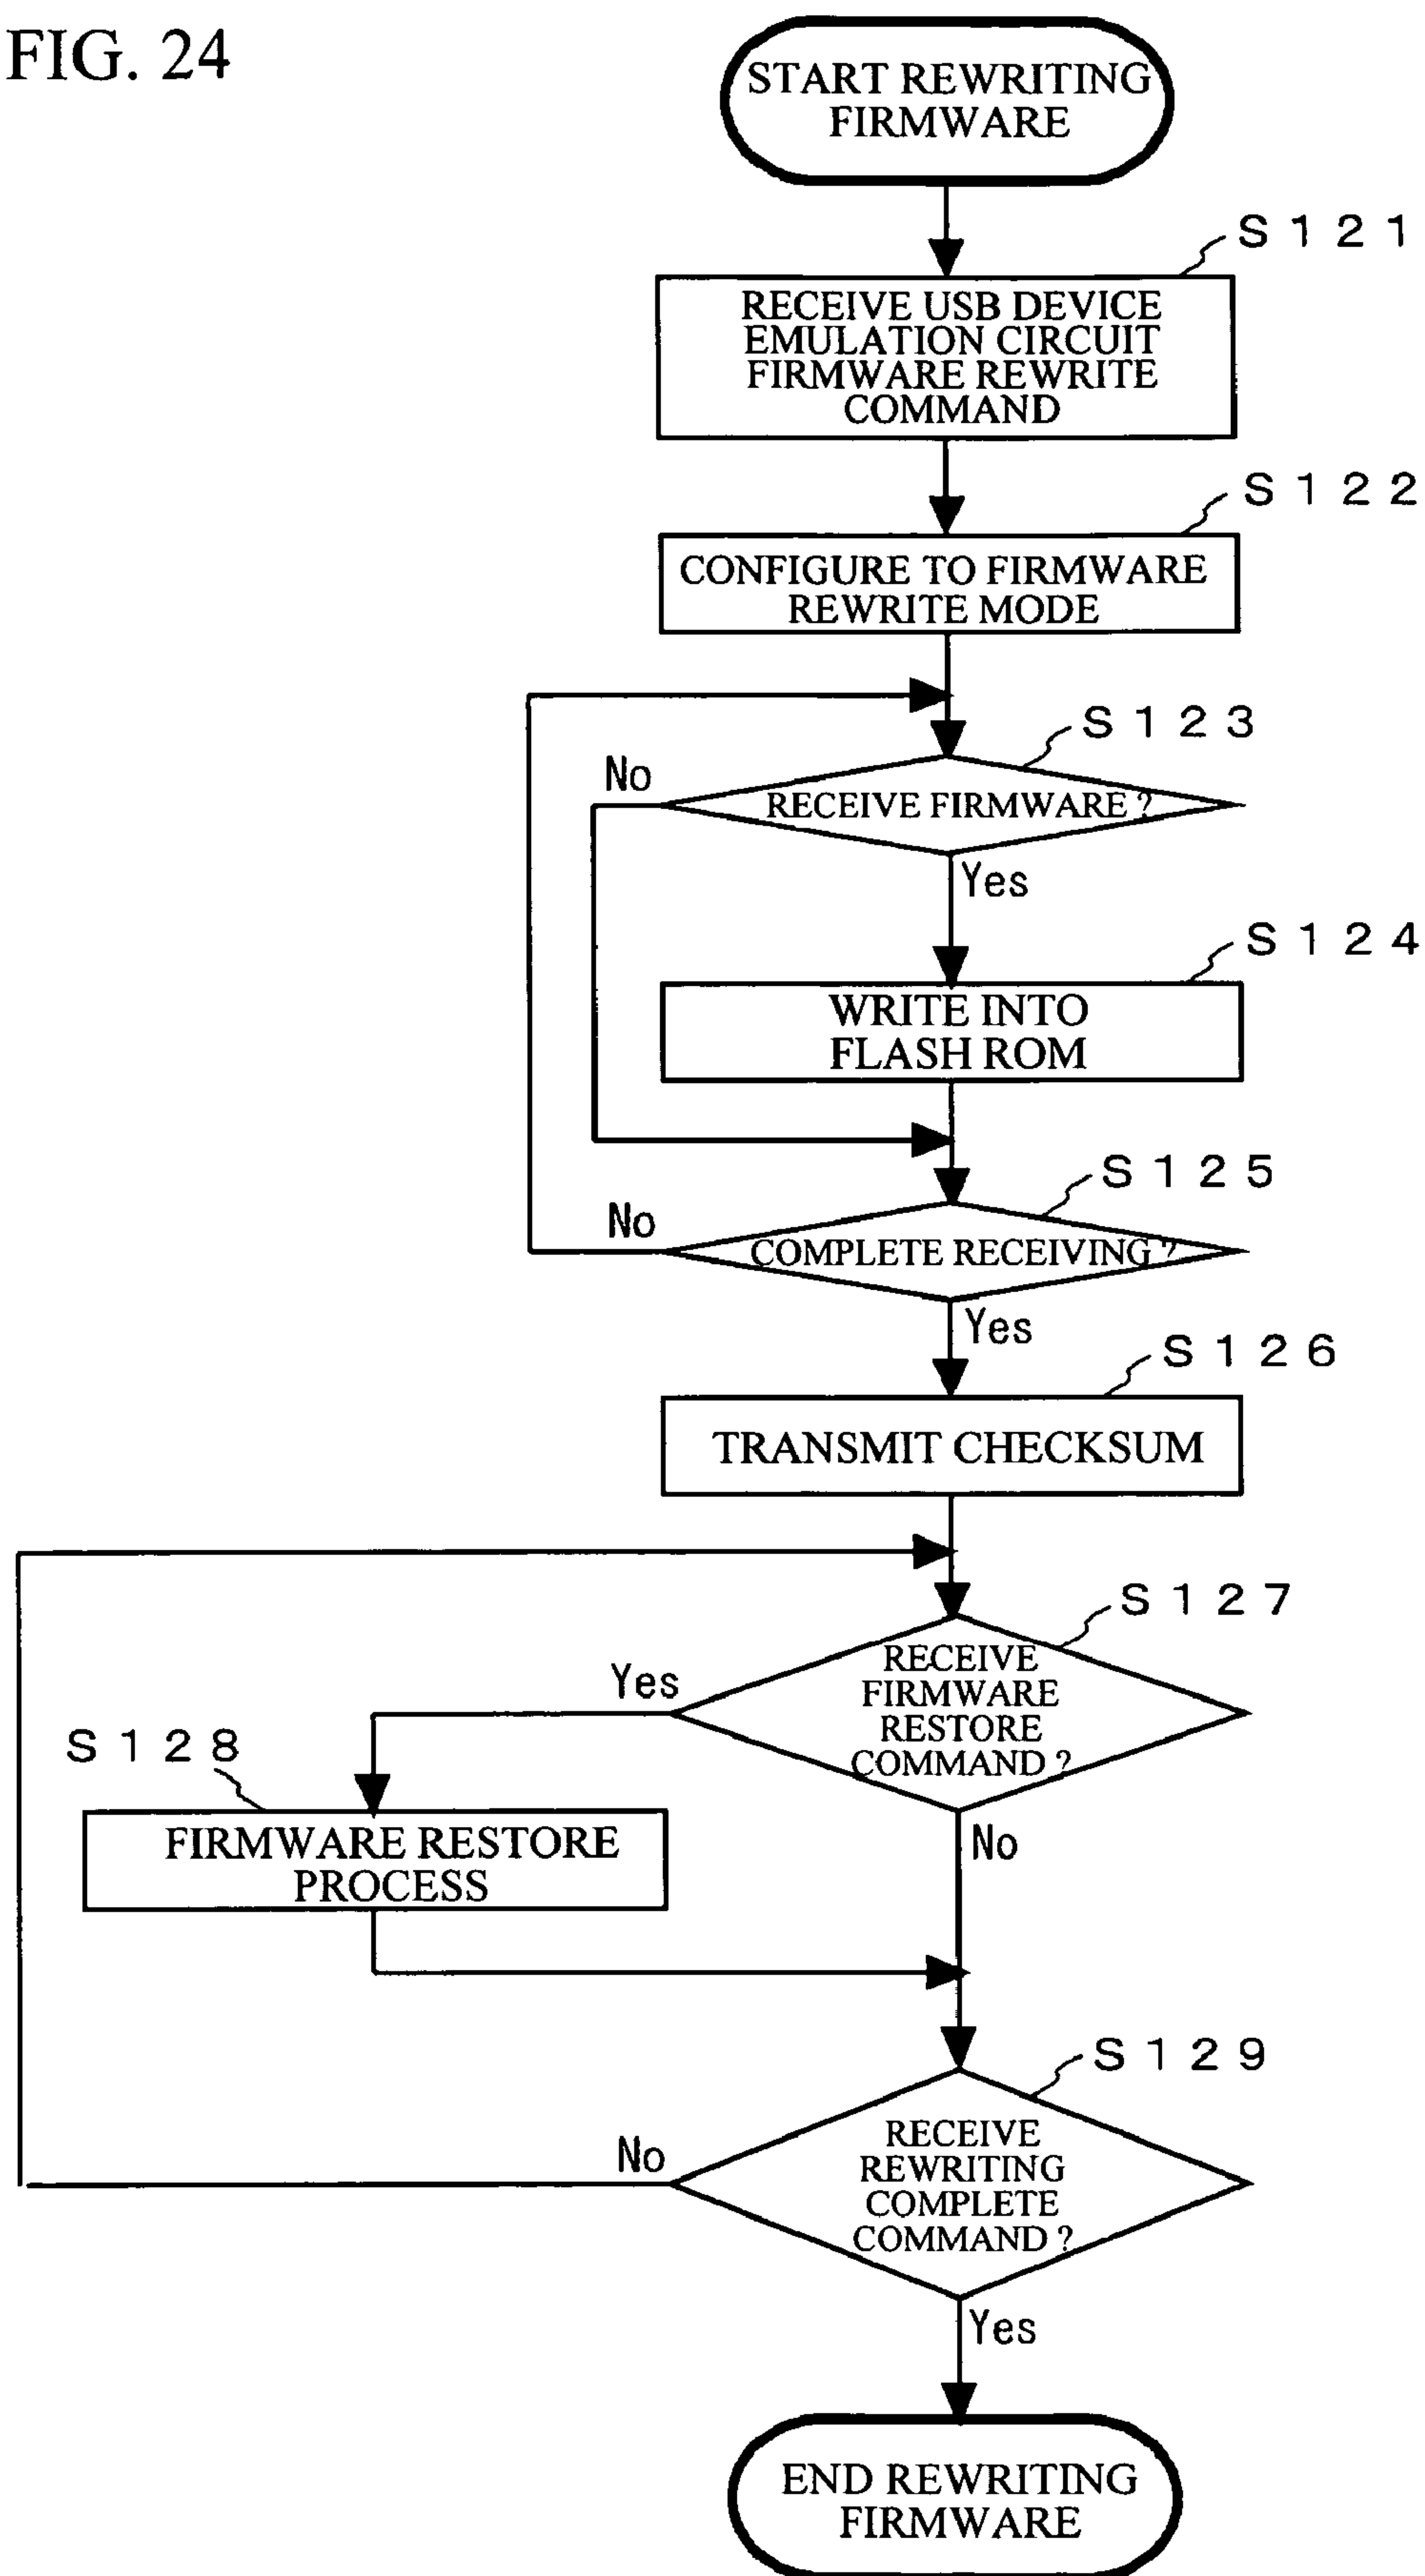 FIG. 24
START REWRITING
FIRMWARE
S121
RECEIVE USB DEVICE
EMULATION CIRCUIT
FIRMWARE REWRITE
COMMAND
S122
CONFIGURE TO FIRMWARE
REWRITE MODE
S123
No
RECEIVE FIRMWARE ?
Yes
S124
WRITE INTO
FLASH ROM
S125
No
COMPLETE RECEIVING ?
Yes
S126
TRANSMIT CHECKSUM
S127
Yes
RECEIVE
FIRMWARE
RESTORE
COMMAND ?
S128
FIRMWARE RESTORE
PROCESS
No
S129
No
RECEIVE
REWRITING
COMPLETE
COMMAND ?
Yes
END REWRITING
FIRMWARE